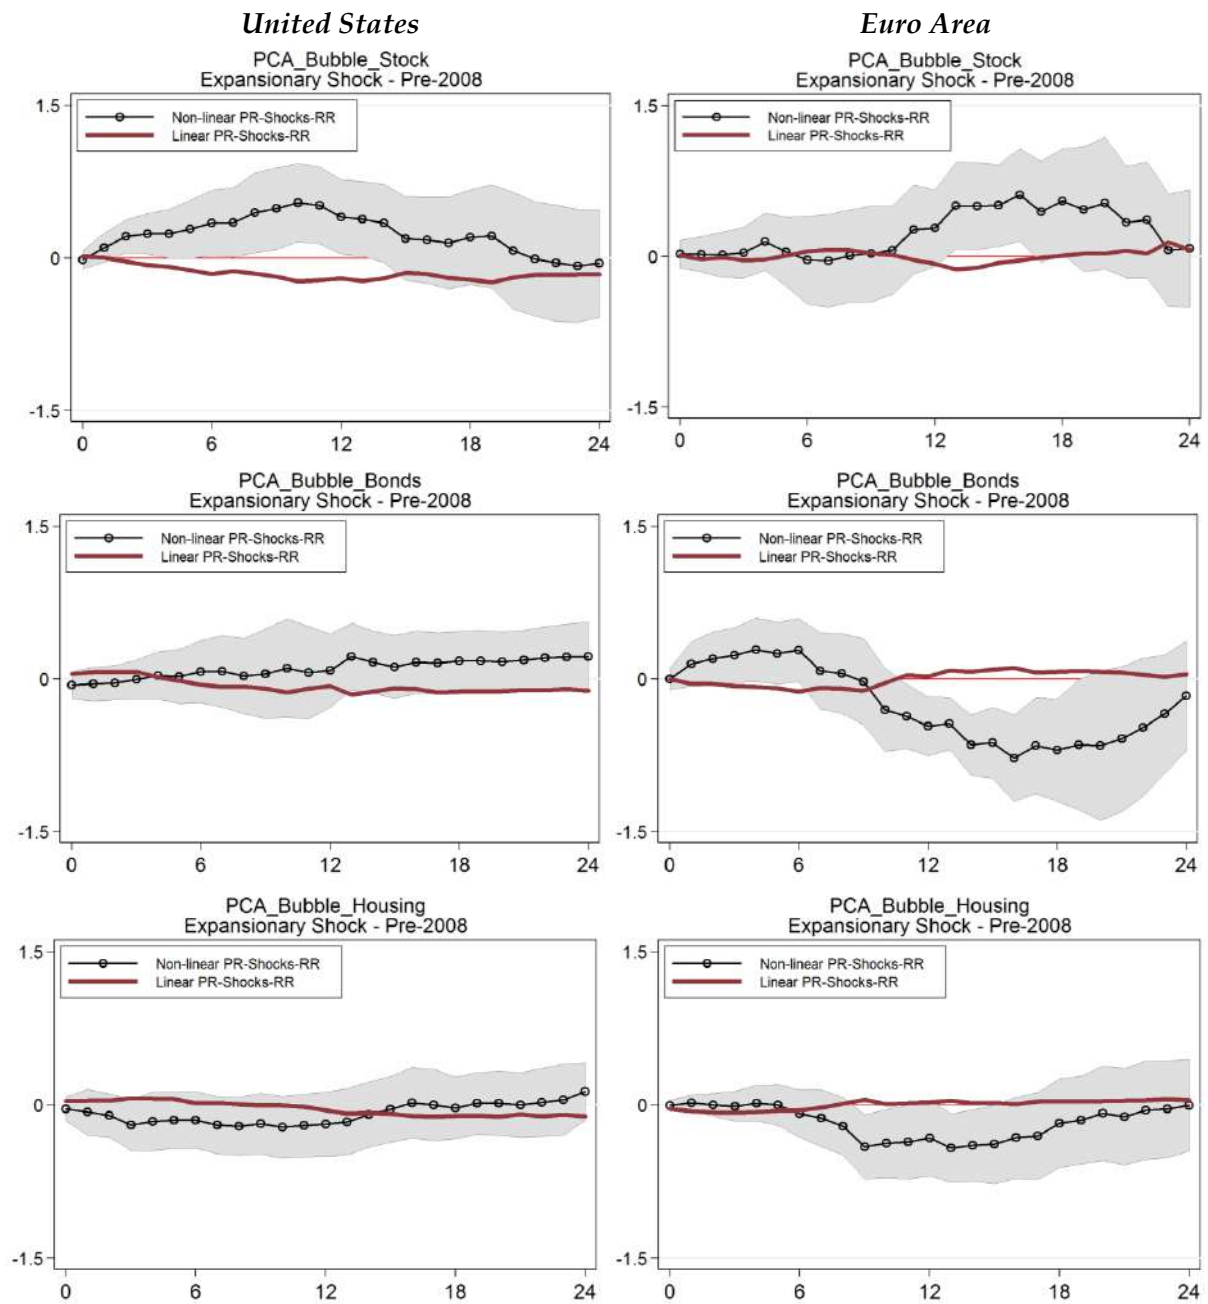 United States
Euro Area
PCA_Bubble_Stock
Expansionary Shock - Pre-2008
1.5
Non-linear PR-Shocks-RR
Linear PR-Shocks-RR
0
-1.5
0 6 12 18 24
PCA_Bubble_Stock
Expansionary Shock - Pre-2008
1.5
Non-linear PR-Shocks-RR
Linear PR-Shocks-RR
0
-1.5
0 6 12 18 24
PCA_Bubble_Bonds
Expansionary Shock - Pre-2008
1.5
Non-linear PR-Shocks-RR
Linear PR-Shocks-RR
0
-1.5
0 6 12 18 24
PCA_Bubble_Bonds
Expansionary Shock - Pre-2008
1.5
Non-linear PR-Shocks-RR
Linear PR-Shocks-RR
0
-1.5
0 6 12 18 24
PCA_Bubble_Housing
Expansionary Shock - Pre-2008
1.5
Non-linear PR-Shocks-RR
Linear PR-Shocks-RR
0
-1.5
0 6 12 18 24
PCA_Bubble_Housing
Expansionary Shock - Pre-2008
1.5
Non-linear PR-Shocks-RR
Linear PR-Shocks-RR
0
-1.5
0 6 12 18 24